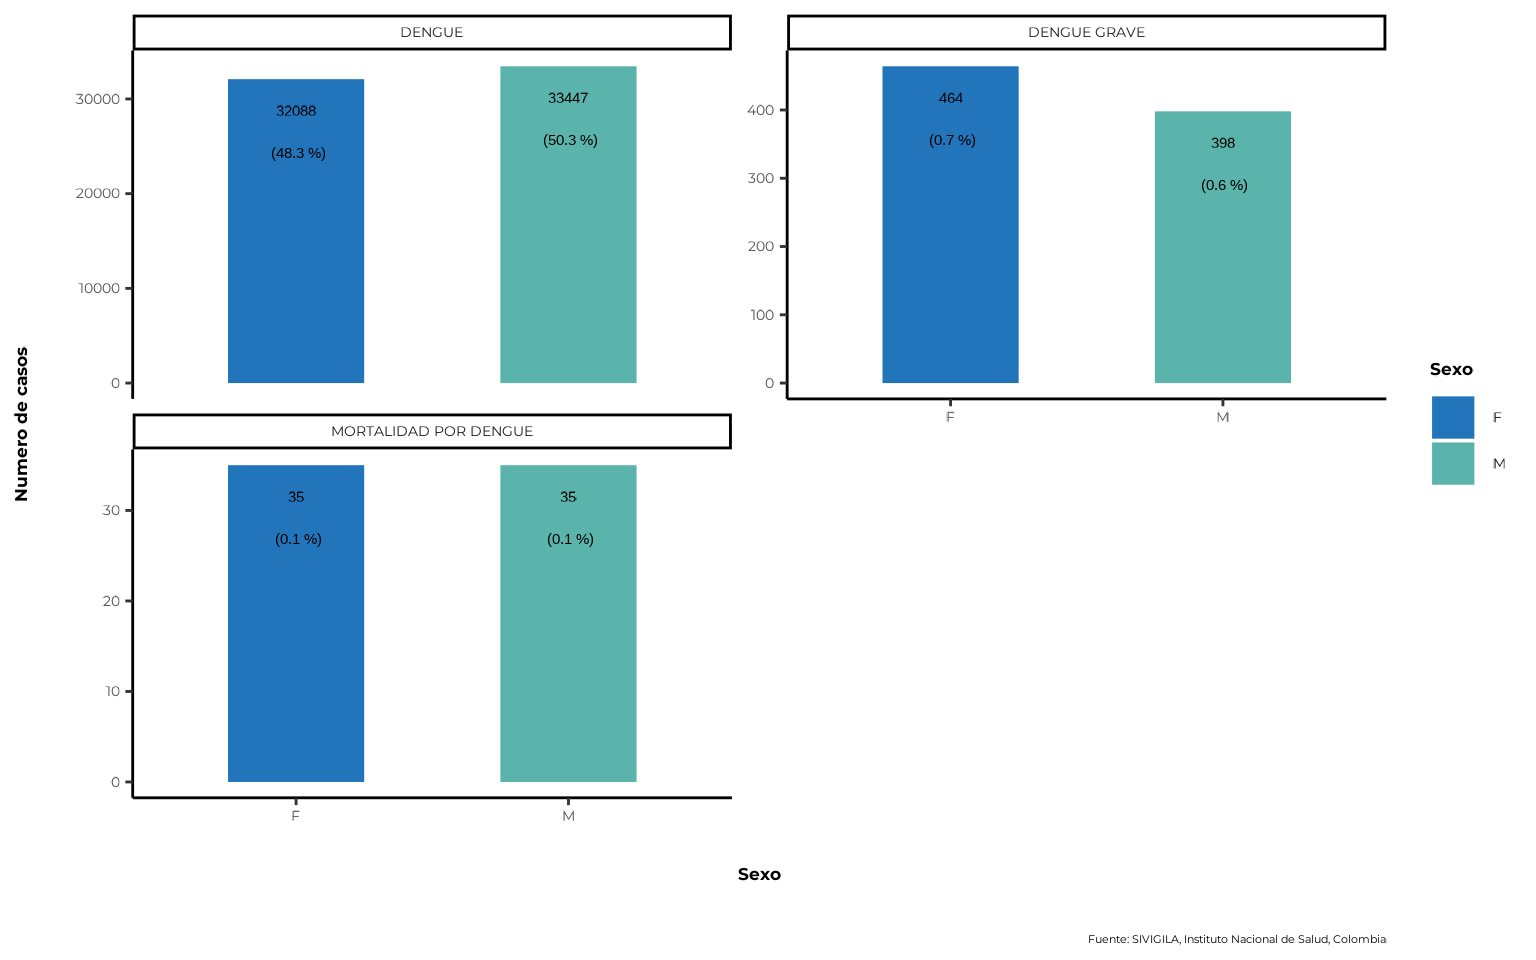 DENGUE
30000
20000
10000
0
32088
(48.3 %)
33447
(50.3 %)
DENGUE GRAVE
400
300
200
100
0
464
(0.7 %)
398
(0.6 %)
F
M
MORTALIDAD POR DENGUE
30
20
10
0
35
(0.1 %)
35
(0.1 %)
F
M
Numero de casos
Sexo
Sexo
F
M
Fuente: SIVIGILA, Instituto Nacional de Salud, Colombia